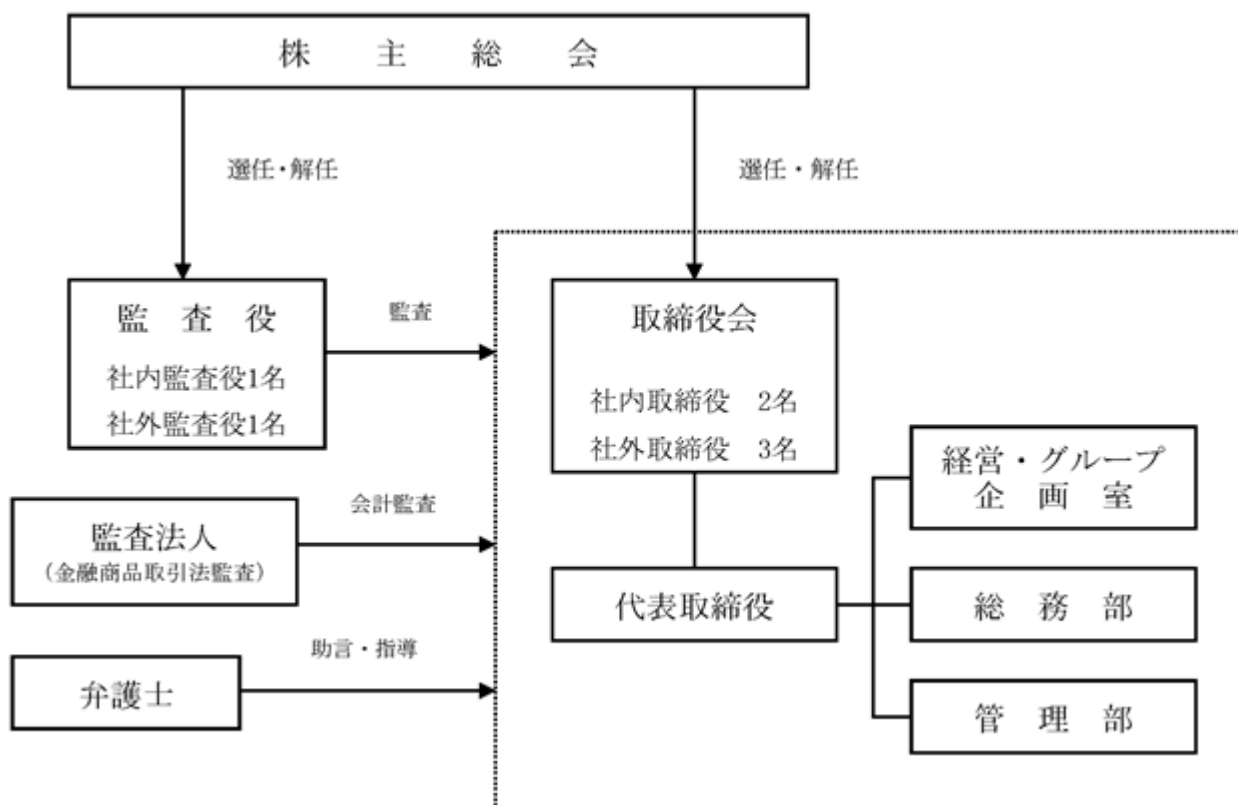 株 主 総 会
選任・解任
選任・解任
監 査 役
社内監査役1名
社外監査役1名
監査
取締役会
社内取締役 2名
社外取締役 3名
経営・グループ
企 画 室
監査法人
（金融商品取引法監査）
会計監査
代表取締役
総 務 部
弁護士
助言・指導
管 理 部